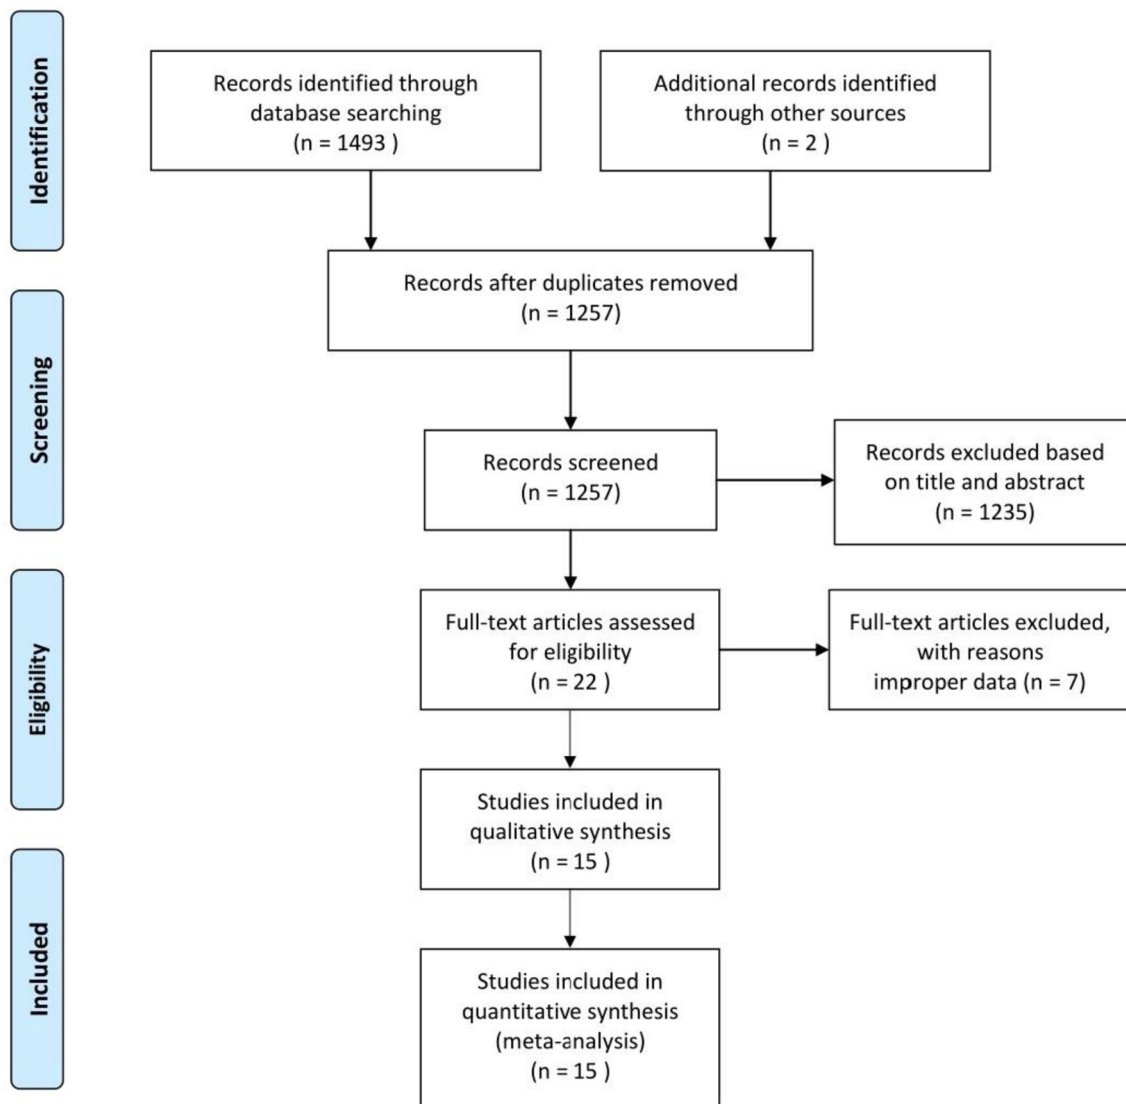 Identification
Records identified through
database searching
(n = 1493 )
Additional records identified
through other sources
(n = 2 )
Records after duplicates removed
(n = 1257)
Screening
Records screened
(n = 1257)
Records excluded based
on title and abstract
(n = 1235)
Eligibility
Full-text articles assessed
for eligibility
(n = 22 )
Full-text articles excluded,
with reasons
improper data (n = 7)
Studies included in
qualitative synthesis
(n = 15 )
Included
Studies included in
quantitative synthesis
(meta-analysis)
(n = 15 )